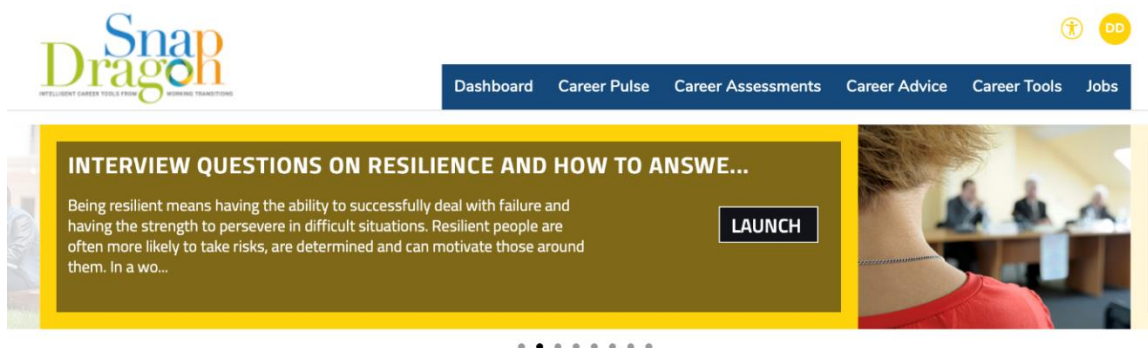 Snap
Dragon
INTELLIGENT CAREER TOOLS FROM WORKING TRANSITIONS
DD
Dashboard Career Pulse Career Assessments Career Advice Career Tools Jobs
INTERVIEW QUESTIONS ON RESILIENCE AND HOW TO ANSWE...
Being resilient means having the ability to successfully deal with failure and
having the strength to persevere in difficult situations. Resilient people are
often more likely to take risks, are determined and can motivate those around
them. In a wo...
LAUNCH